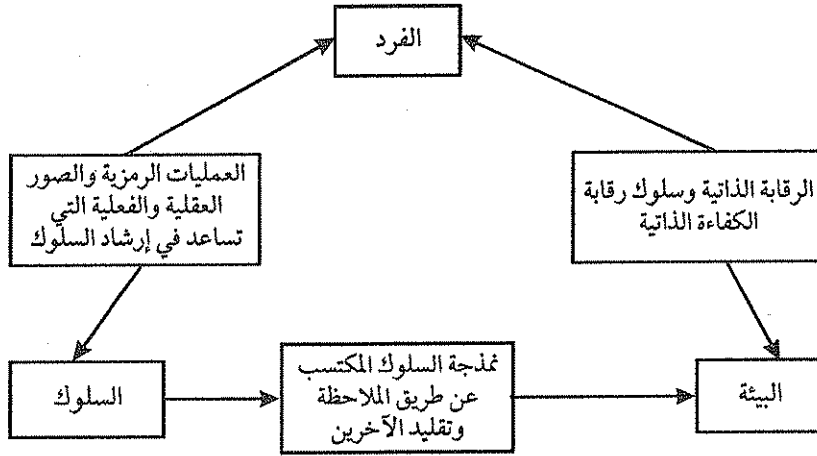 الفرد
العمليات الرمزية والصور
العقلية والفعلية التي
تساعد في إرشاد السلوك
الرقابة الذاتية وسلوك رقابة
الكفاءة الذاتية
السلوك
نمذجة السلوك المكتسب
عن طريق الملاحظة
وتقليد الآخرين
البيئة